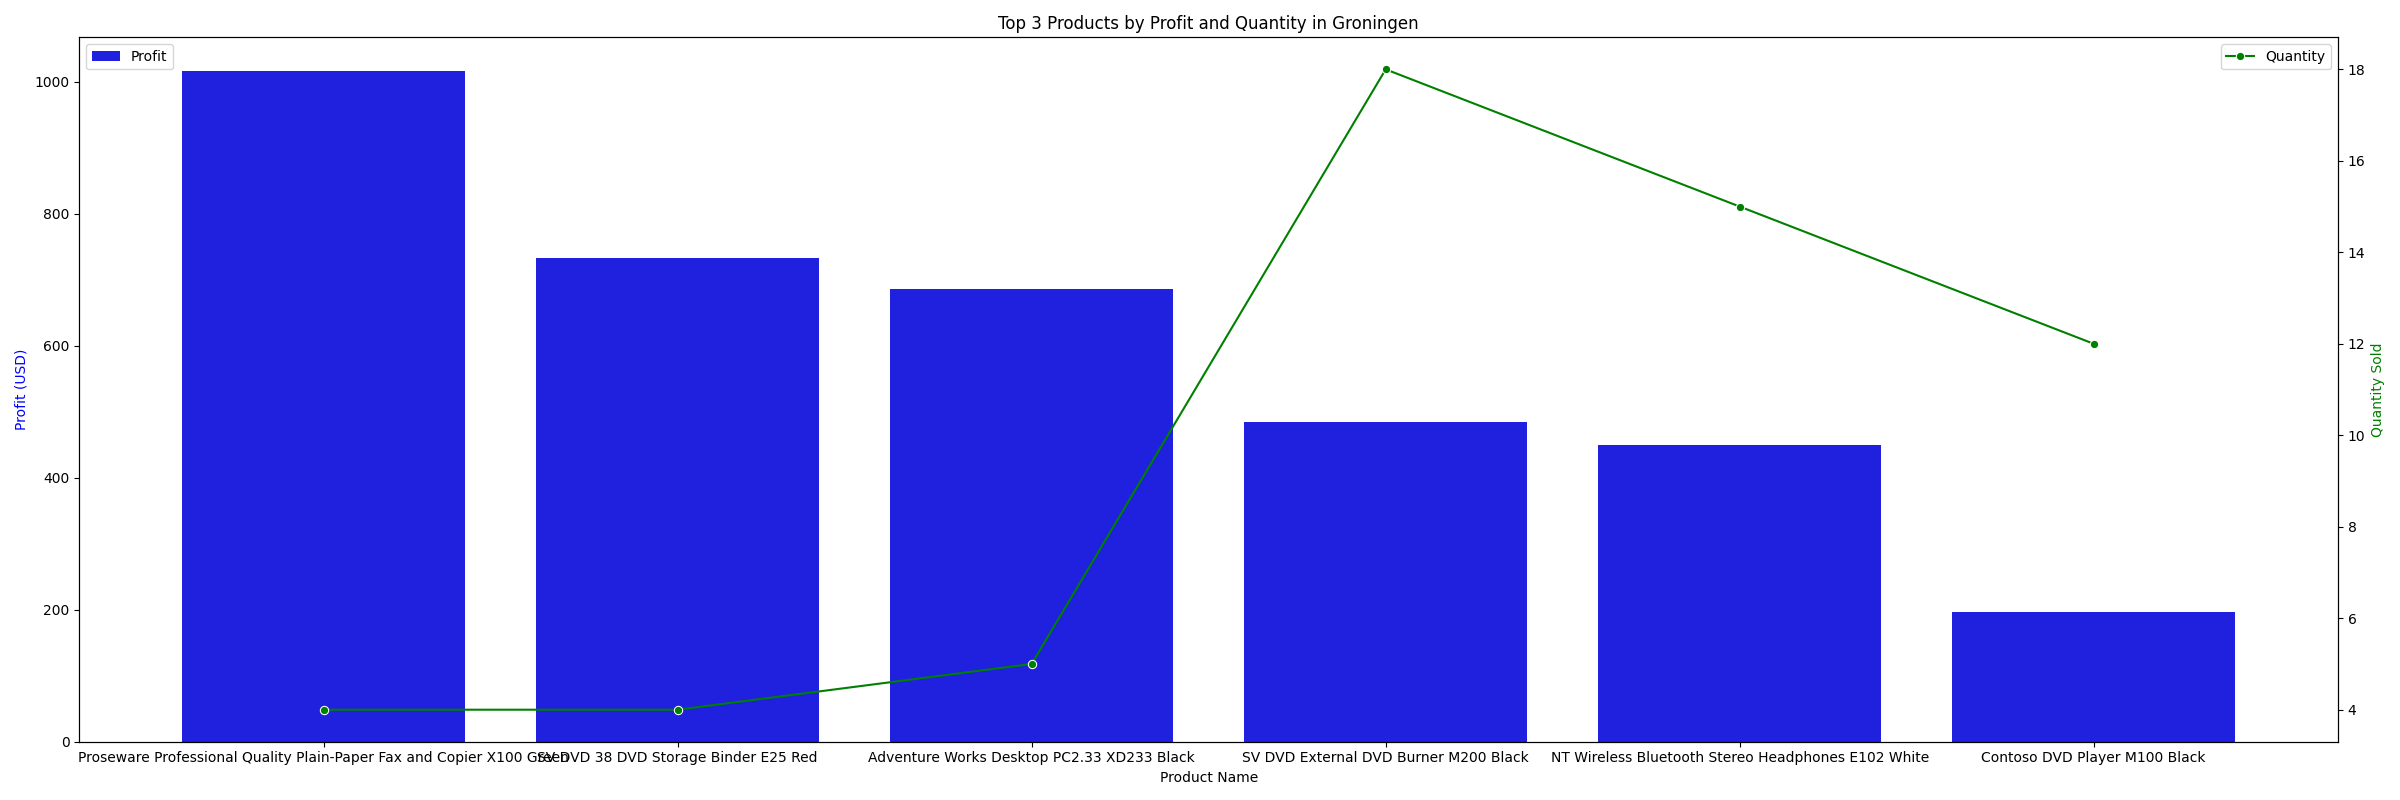 Top 3 Products by Profit and Quantity in Groningen
Profit
Quantity
1000
800
600
400
200
0
Profit (USD)
18
16
14
12
10
8
6
4
Quantity Sold
Proseware Professional Quality Plain-Paper Fax and Copier X100 Green
SV DVD 38 DVD Storage Binder E25 Red
Adventure Works Desktop PC2.33 XD233 Black
SV DVD External DVD Burner M200 Black
NT Wireless Bluetooth Stereo Headphones E102 White
Contoso DVD Player M100 Black
Product Name